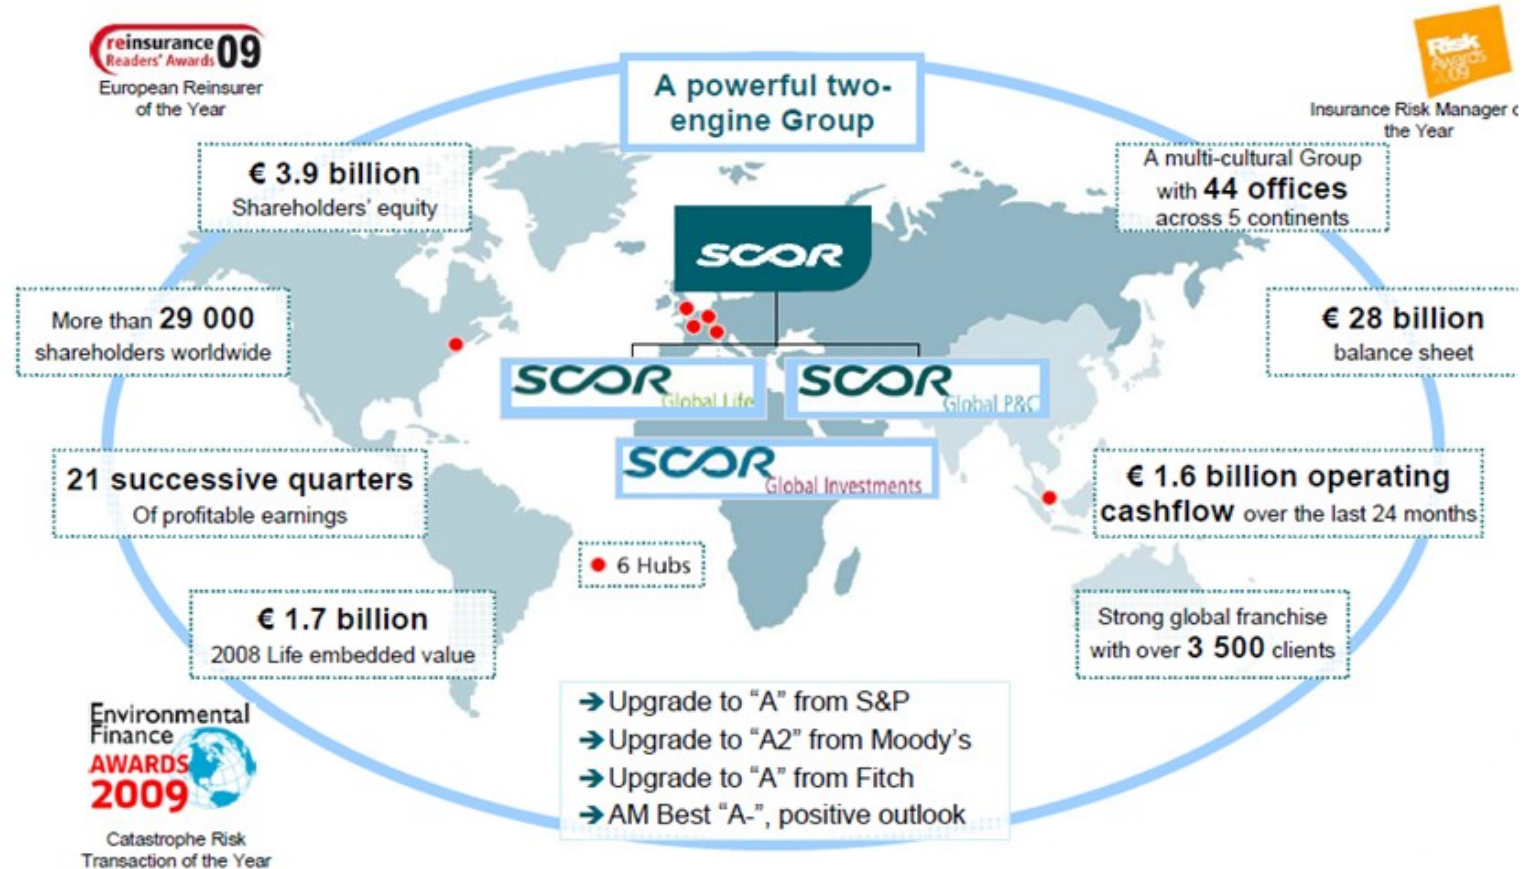 reinsurance 09
Readers' Awards
European Reinsurer
of the Year
A powerful two-
engine Group
Risk
Awards
2009
Insurance Risk Manager o
the Year
€ 3.9 billion
Shareholders' equity
A multi-cultural Group
with 44 offices
across 5 continents
SCOR
More than 29 000
shareholders worldwide
€ 28 billion
balance sheet
SCOR
Global Life
SCOR
Global P&C
SCOR
Global Investments
21 successive quarters
Of profitable earnings
€ 1.6 billion operating
cashflow over the last 24 months
6 Hubs
€ 1.7 billion
2008 Life embedded value
Strong global franchise
with over 3 500 clients
➔ Upgrade to “A” from S&P
➔ Upgrade to “A2” from Moody's
➔ Upgrade to “A” from Fitch
➔ AM Best “A-”, positive outlook
Environmental
Finance
AWARDS
2009
Catastrophe Risk
Transaction of the Year